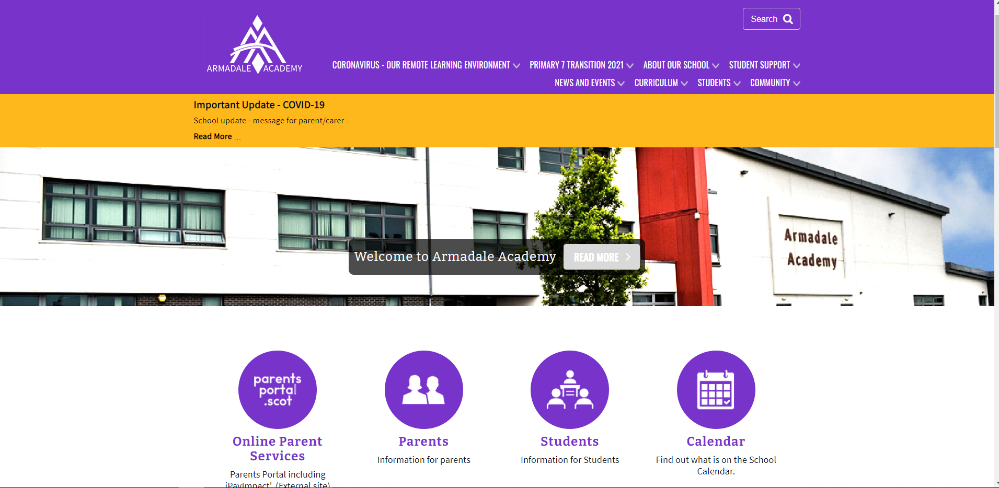 Search
ARMADALE ACADEMY
CORONAVIRUS - OUR REMOTE LEARNING ENVIRONMENT PRIMARY 7 TRANSITION 2021 ABOUT OUR SCHOOL STUDENT SUPPORT
NEWS AND EVENTS CURRICULUM STUDENTS COMMUNITY
Important Update - COVID-19
School update - message for parent/carer
Read More ...
Armadale
Academy
Welcome to Armadale Academy READ MORE
parents
portal
.scot
Online Parent
Services
Parents Portal including
iPayImpact'. (External site)
Parents
Information for parents
Students
Information for Students
Calendar
Find out what is on the School
Calendar.